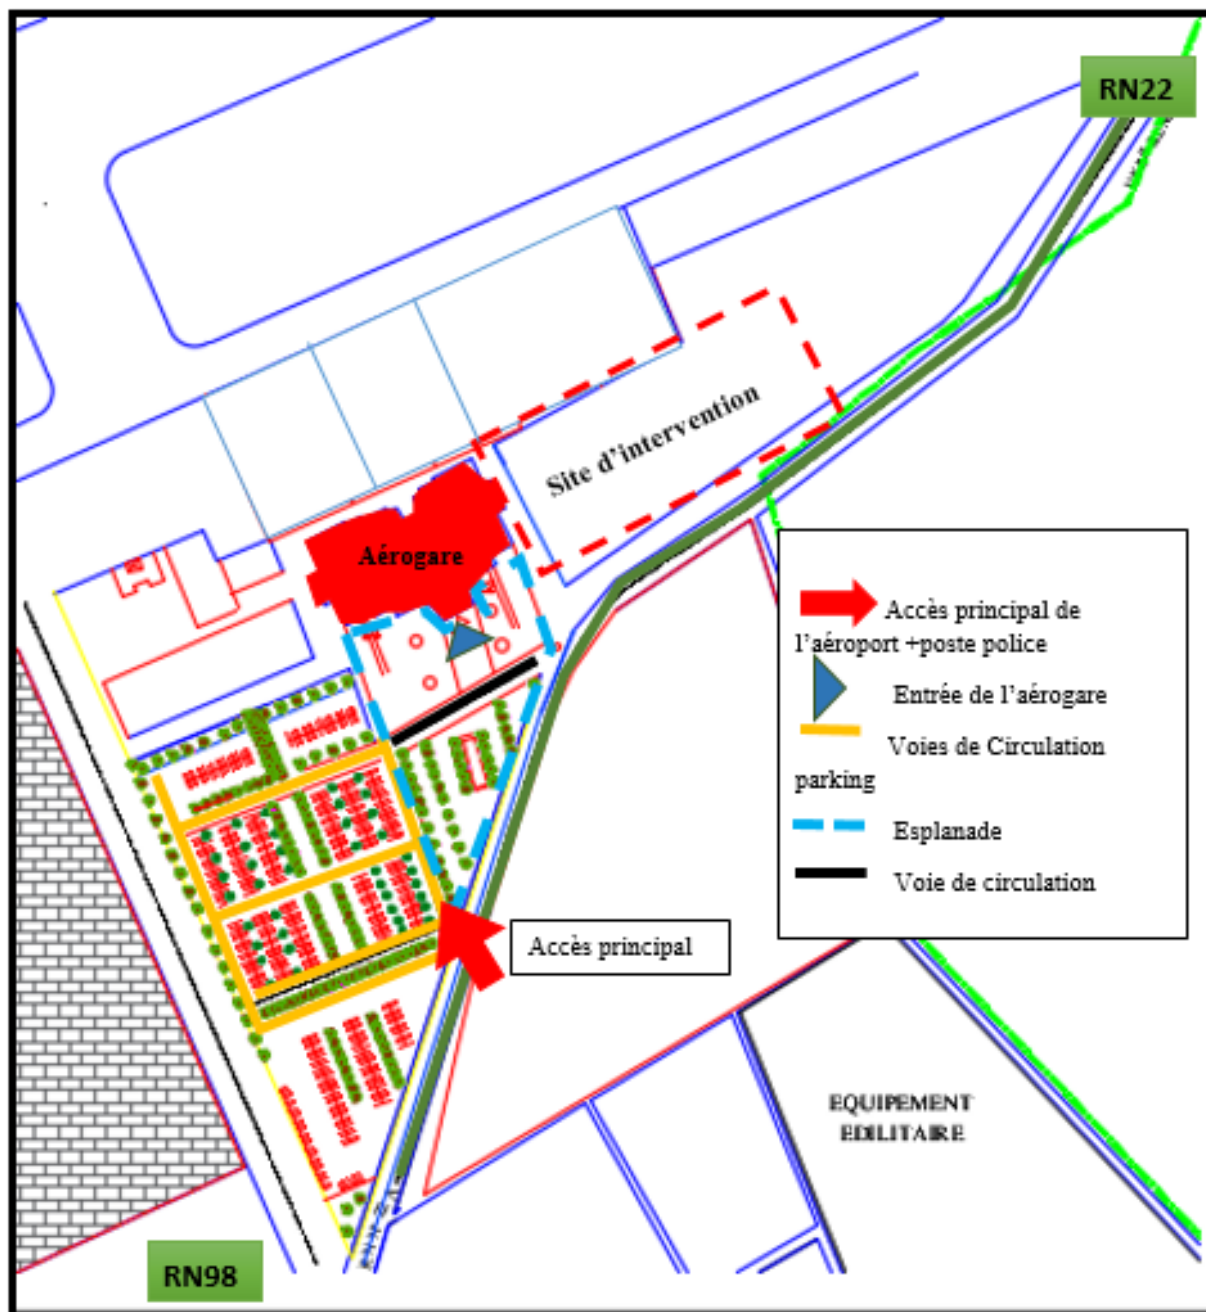 RN22
Site d'intervention
Aérogare
Accès principal de
l'aéroport +poste police
Entrée de l'aérogare
Voies de Circulation
parking
Esplanade
Voie de circulation
Accès principal
EQUIPEMENT
EDILITAIRE
RN98